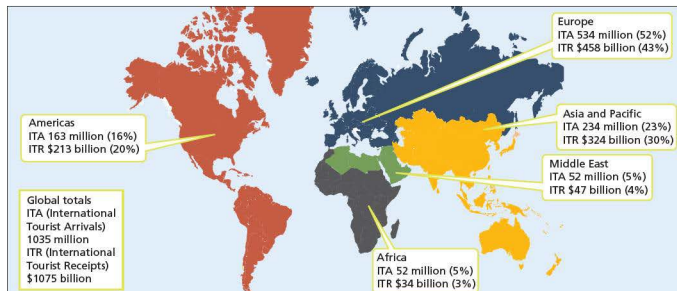 Europe
ITA 534 million (52%)
ITR $458 billion (43%)
Americas
ITA 163 million (16%)
ITR $213 billion (20%)
Asia and Pacific
ITA 234 million (23%)
ITR $324 billion (30%)
Middle East
ITA 52 million (5%)
ITR $47 billion (4%)
Global totals
ITA (International
Tourist Arrivals)
1035 million
ITR (International
Tourist Receipts)
$1075 billion
Africa
ITA 52 million (5%)
ITR $34 billion (3%)